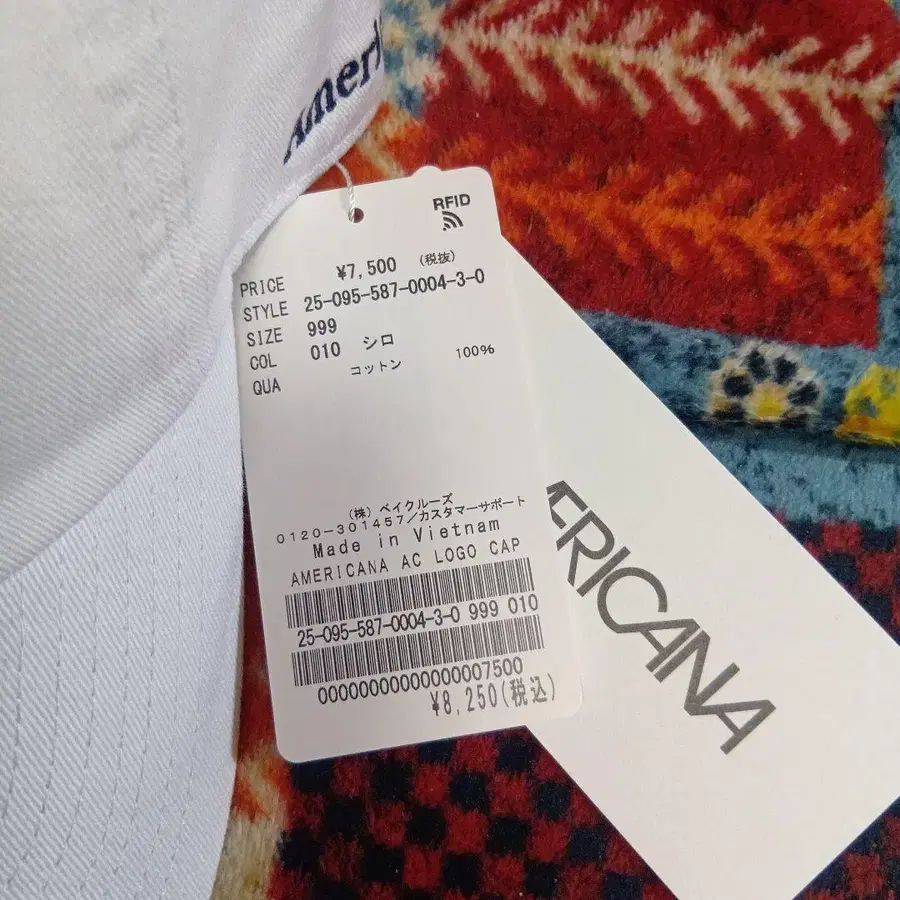 Ameri
RFID
PRICE ¥7,500 (税抜)
STYLE 25-095-587-0004-3-0
SIZE 999
COL 010 シロ
QUA コットン 100%
(株) ベイクルーズ
0120-301457/カスタマーサポート
Made in Vietnam
AMERICANA AC LOGO CAP
25-095-587-0004-3-0 999 010
00000000000000007500
¥8,250(税込)
ERICANA